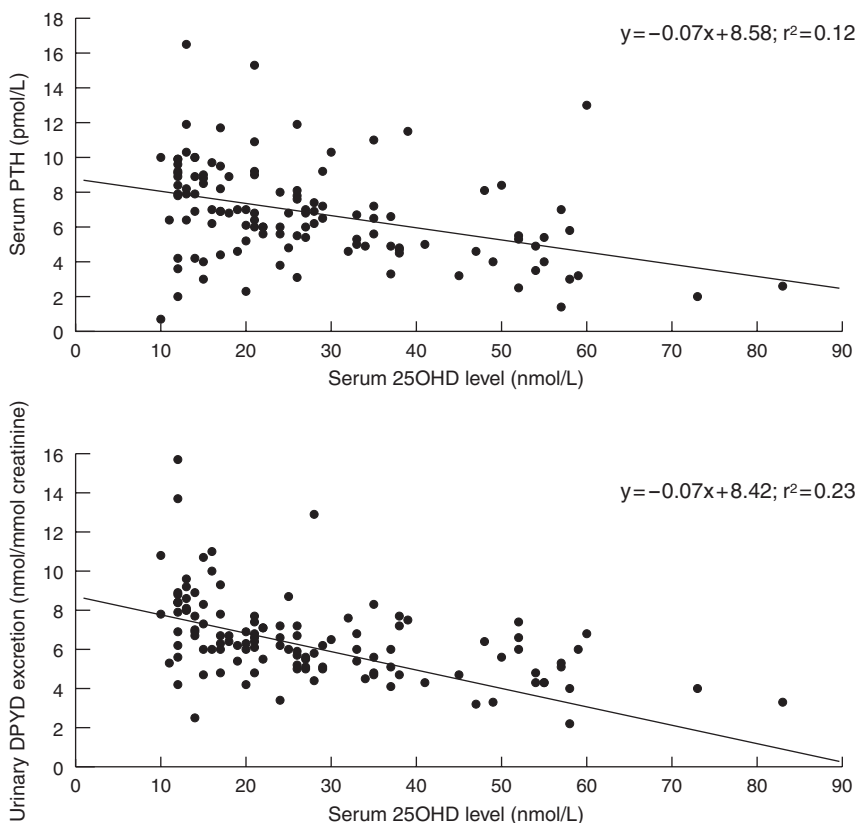 y=−0.07x+8.58; r²=0.12
Serum PTH (pmol/L)
18
16
14
12
10
8
6
4
2
0
0 10 20 30 40 50 60 70 80 90
Serum 25OHD level (nmol/L)
y=−0.07x+8.42; r²=0.23
Urinary DPYD excretion (nmol/mmol creatinine)
16
14
12
10
8
6
4
2
0
0 10 20 30 40 50 60 70 80 90
Serum 25OHD level (nmol/L)